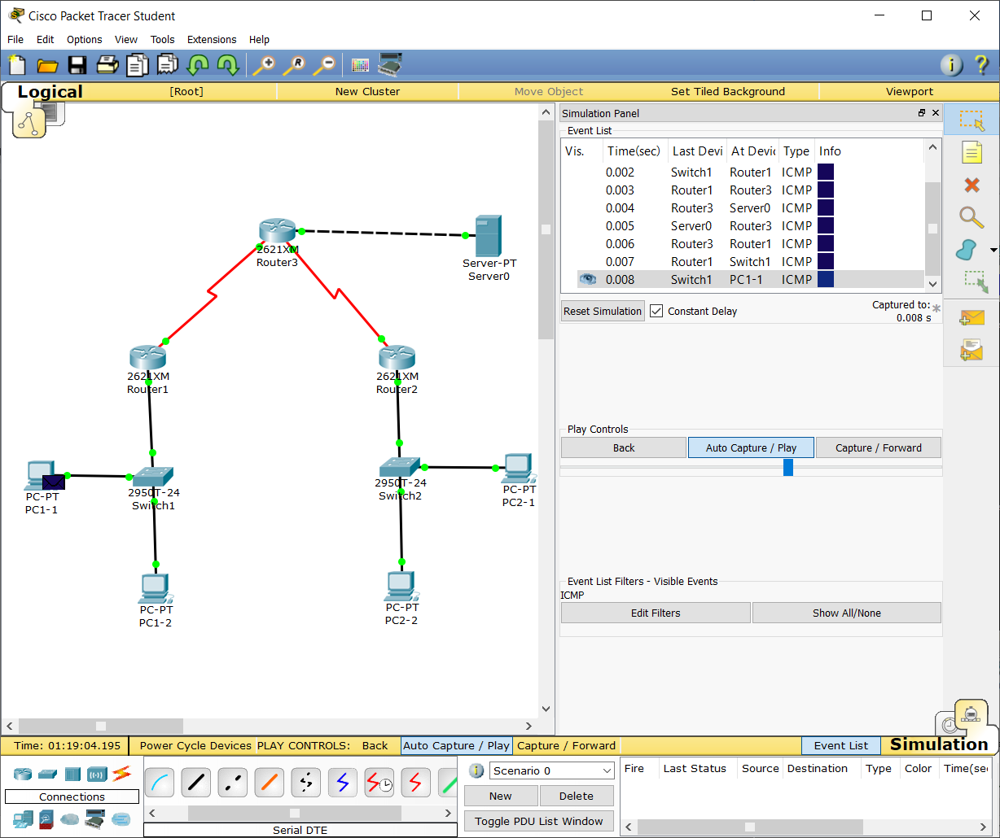 Cisco Packet Tracer Student
File Edit Options View Tools Extensions Help
Logical [Root] New Cluster Move Object Set Tiled Background Viewport
Simulation Panel
Event List
Vis. Time(sec) Last Devi At Devic Type Info
0.002 Switch1 Router1 ICMP
0.003 Router1 Router3 ICMP
0.004 Router3 Server0 ICMP
0.005 Server0 Router3 ICMP
0.006 Router3 Router1 ICMP
0.007 Router1 Switch1 ICMP
0.008 Switch1 PC1-1 ICMP
Reset Simulation Constant Delay Captured to: *
0.008 s
2621XM
Router3
Server-PT
Server0
2621XM
Router1
2621XM
Router2
PC-PT
PC1-1
2950T-24
Switch1
2950T-24
Switch2
PC-PT
PC2-1
PC-PT
PC1-2
PC-PT
PC2-2
Play Controls
Back Auto Capture / Play Capture / Forward
Event List Filters - Visible Events
ICMP
Edit Filters Show All/None
Time: 01:19:04.195 Power Cycle Devices PLAY CONTROLS: Back Auto Capture / Play Capture / Forward Event List Simulation
Connections
Serial DTE
Scenario 0
New Delete
Toggle PDU List Window
Fire Last Status Source Destination Type Color Time(sec